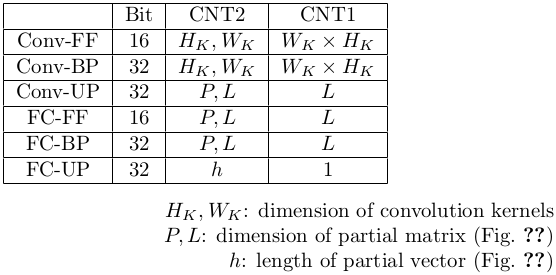 Bit CNT2 CNT1
Conv-FF 16 H_K, W_K W_K × H_K
Conv-BP 32 H_K, W_K W_K × H_K
Conv-UP 32 P, L L
FC-FF 16 P, L L
FC-BP 32 P, L L
FC-UP 32 h 1
H_K, W_K: dimension of convolution kernels
P, L: dimension of partial matrix (Fig. ??)
h: length of partial vector (Fig. ??)